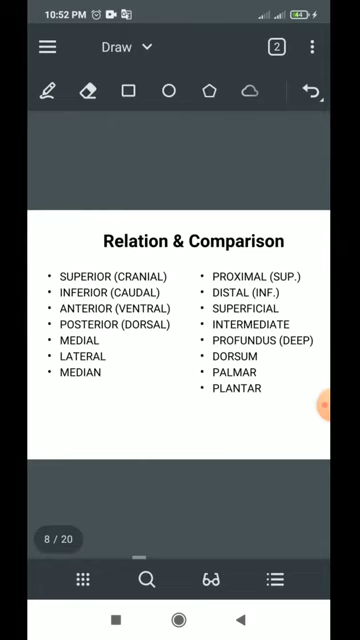 10:52 PM
44
Draw
2
Relation & Comparison
• SUPERIOR (CRANIAL)
• INFERIOR (CAUDAL)
• ANTERIOR (VENTRAL)
• POSTERIOR (DORSAL)
• MEDIAL
• LATERAL
• MEDIAN
• PROXIMAL (SUP.)
• DISTAL (INF.)
• SUPERFICIAL
• INTERMEDIATE
• PROFUNDUS (DEEP)
• DORSUM
• PALMAR
• PLANTAR
8 / 20